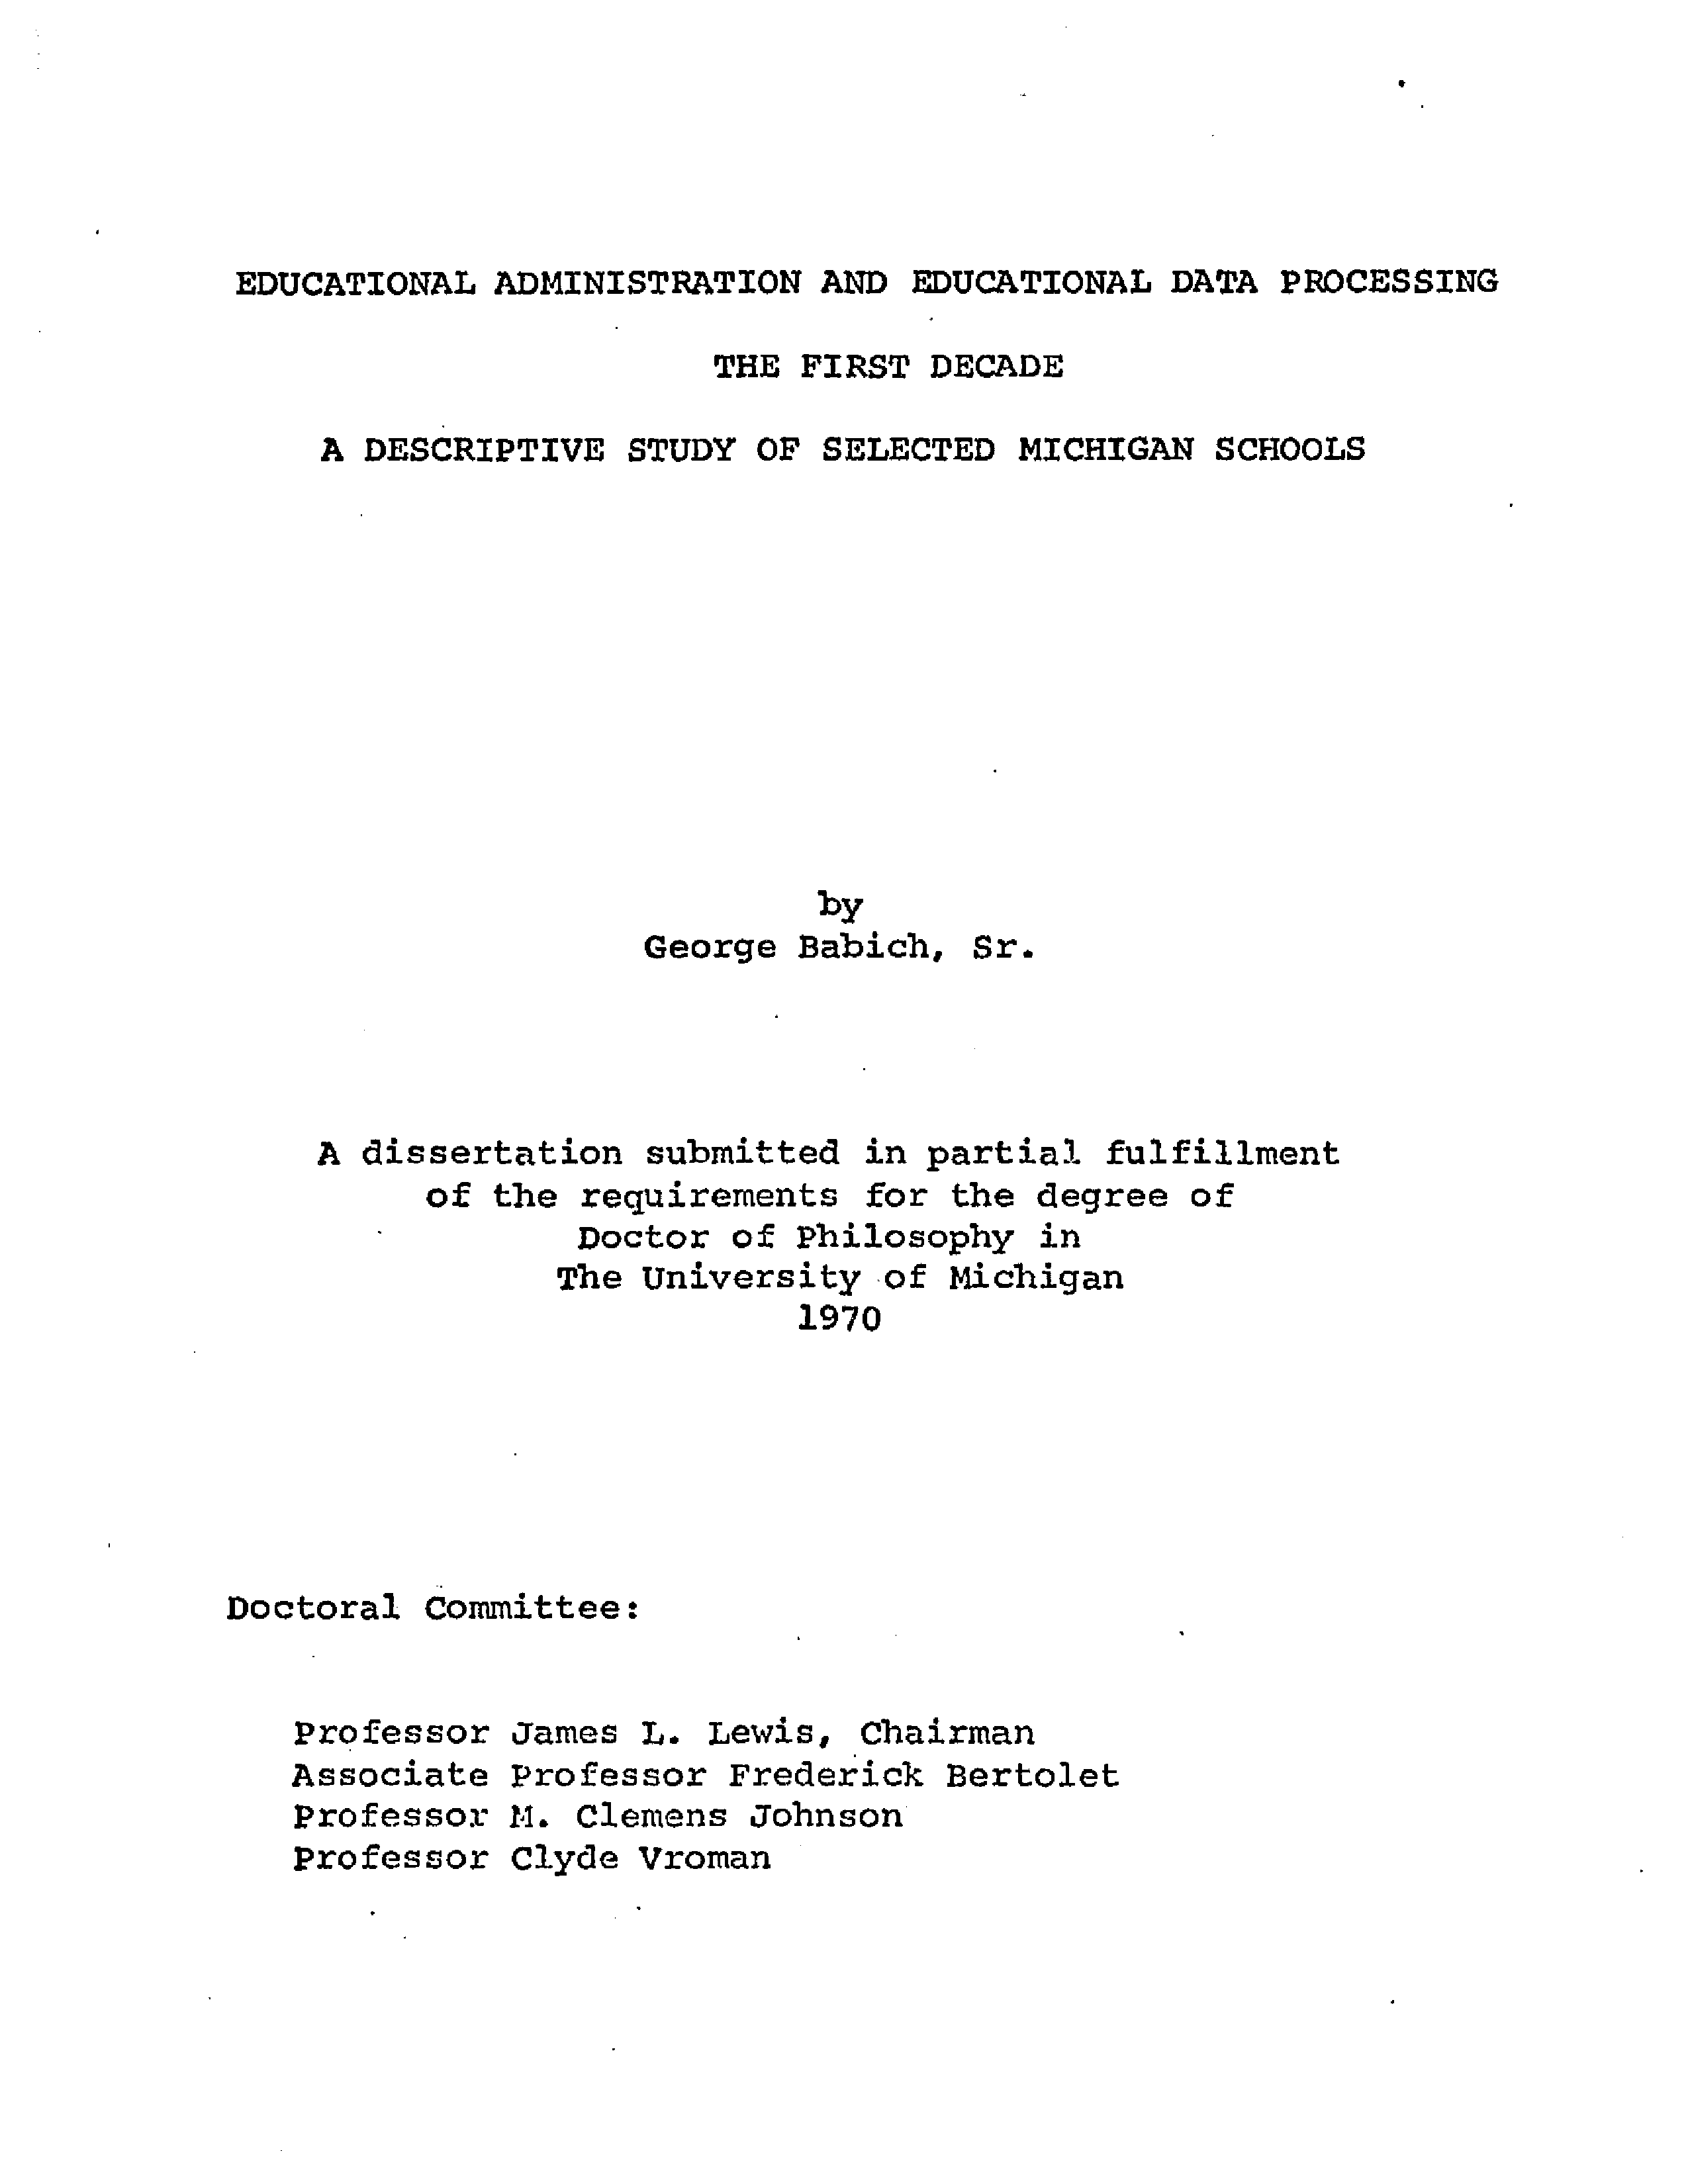 EDUCATIONAL ADMINISTRATION AND EDUCATIONAL DATA PROCESSING
THE FIRST DECADE
A DESCRIPTIVE STUDY OF SELECTED MICHIGAN SCHOOLS
by
George Babich, Sr.
A dissertation submitted in partial fulfillment
of the requirements for the degree of
Doctor of Philosophy in
The University of Michigan
1970
Doctoral Committee:
Professor James L. Lewis, Chairman
Associate Professor Frederick Bertolet
Professor M. Clemens Johnson
Professor Clyde Vroman